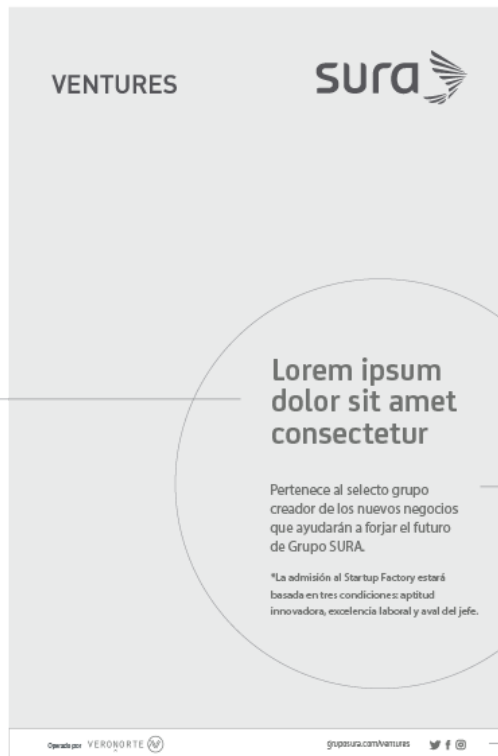 VENTURES
sura
Lorem ipsum
dolor sit amet
consectetur
Pertenece al selecto grupo
creador de los nuevos negocios
que ayudarán a forjar el futuro
de Grupo SURA.
*La admisión al Startup Factory estará
basada en tres condiciones: aptitud
innovadora, excelencia laboral y aval del jefe.
Operado por VERONORTE
gruposura.com/ventures